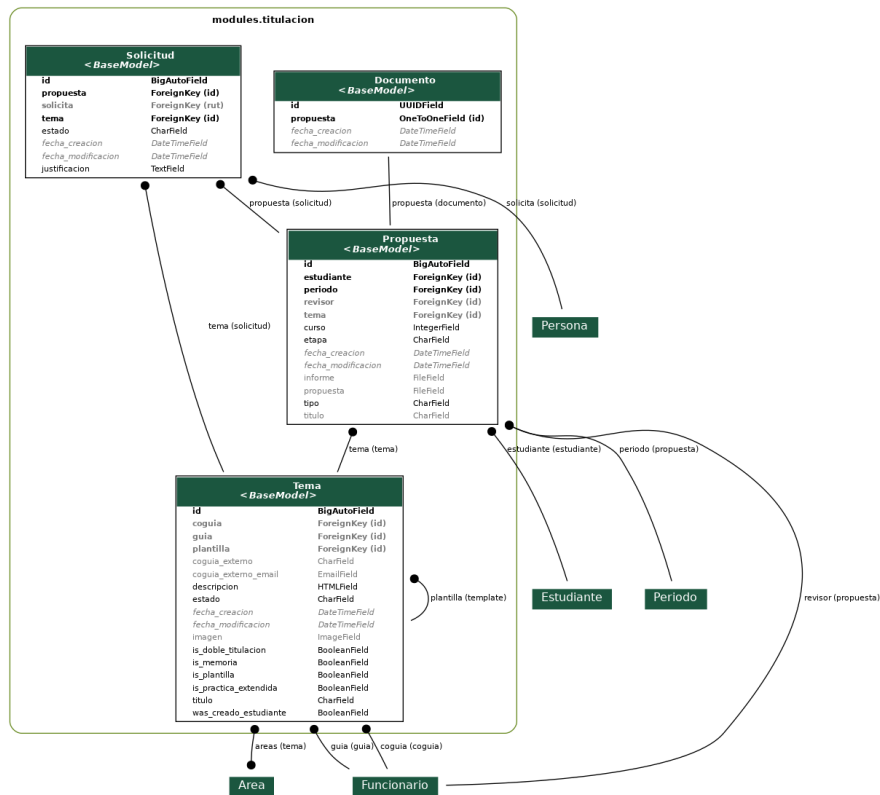 modules.titulacion
Solicitud
<BaseModel>
id BigAutoField
propuesta ForeignKey (id)
solicita ForeignKey (rut)
tema ForeignKey (id)
estado CharField
fecha_creacion DateTimeField
fecha_modificacion DateTimeField
justificacion TextField
Documento
<BaseModel>
id UUIDField
propuesta OneToOneField (id)
fecha_creacion DateTimeField
fecha_modificacion DateTimeField
propuesta (solicitud)
propuesta (documento)
solicita (solicitud)
Propuesta
<BaseModel>
id BigAutoField
estudiante ForeignKey (id)
periodo ForeignKey (id)
revisor ForeignKey (id)
tema ForeignKey (id)
curso IntegerField
etapa CharField
fecha_creacion DateTimeField
fecha_modificacion DateTimeField
informe FileField
propuesta FileField
tipo CharField
titulo CharField
tema (solicitud)
Persona
tema (tema)
estudiante (estudiante)
periodo (propuesta)
Tema
<BaseModel>
id BigAutoField
coguia ForeignKey (id)
guia ForeignKey (id)
plantilla ForeignKey (id)
coguia_externo CharField
coguia_externo_email EmailField
descripcion HTMLField
estado CharField
fecha_creacion DateTimeField
fecha_modificacion DateTimeField
imagen ImageField
is_doble_titulacion BooleanField
is_memoria BooleanField
is_plantilla BooleanField
is_practica_extendida BooleanField
titulo CharField
was_creado_estudiante BooleanField
plantilla (template)
Estudiante
Periodo
revisor (propuesta)
areas (tema)
guia (guia)
coguia (coguia)
Area
Funcionario